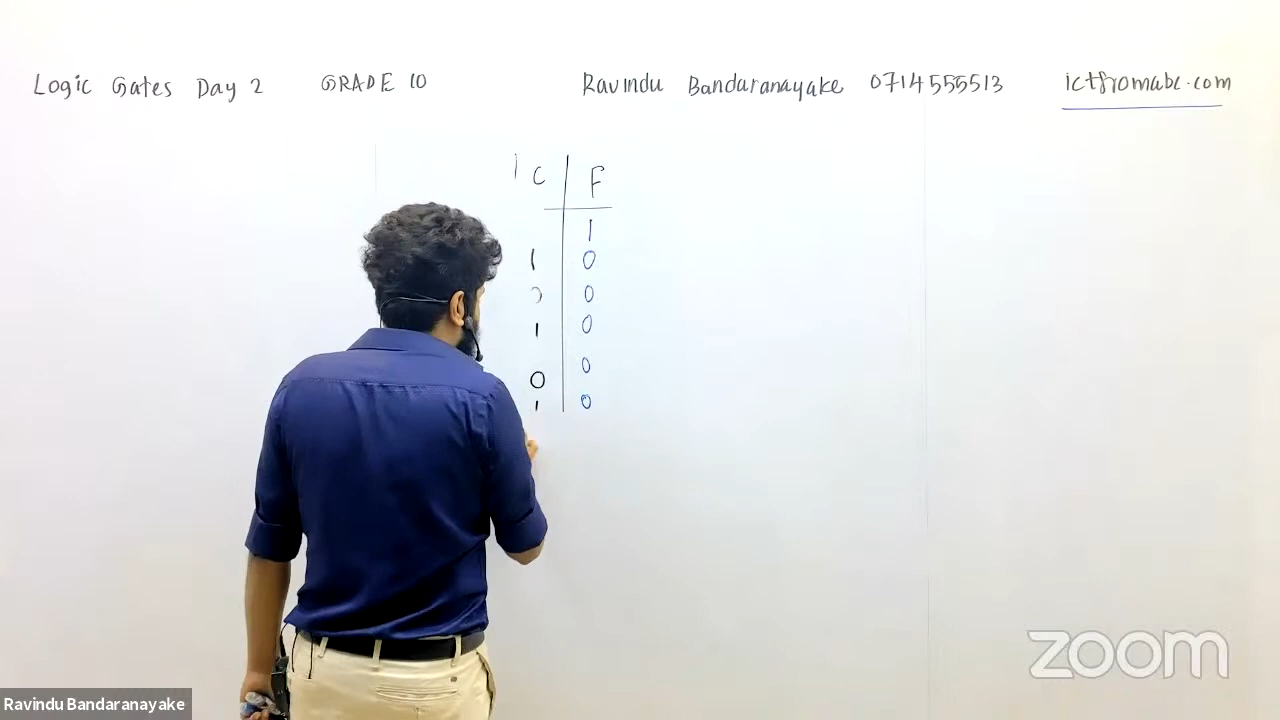 Logic Gates Day 2 GRADE 10 Ravindu Bandaranayake 0714555513 ictfromabc.com
C F
1
1 0
0
1 0
0 0
1 0
zoom
Ravindu Bandaranayake